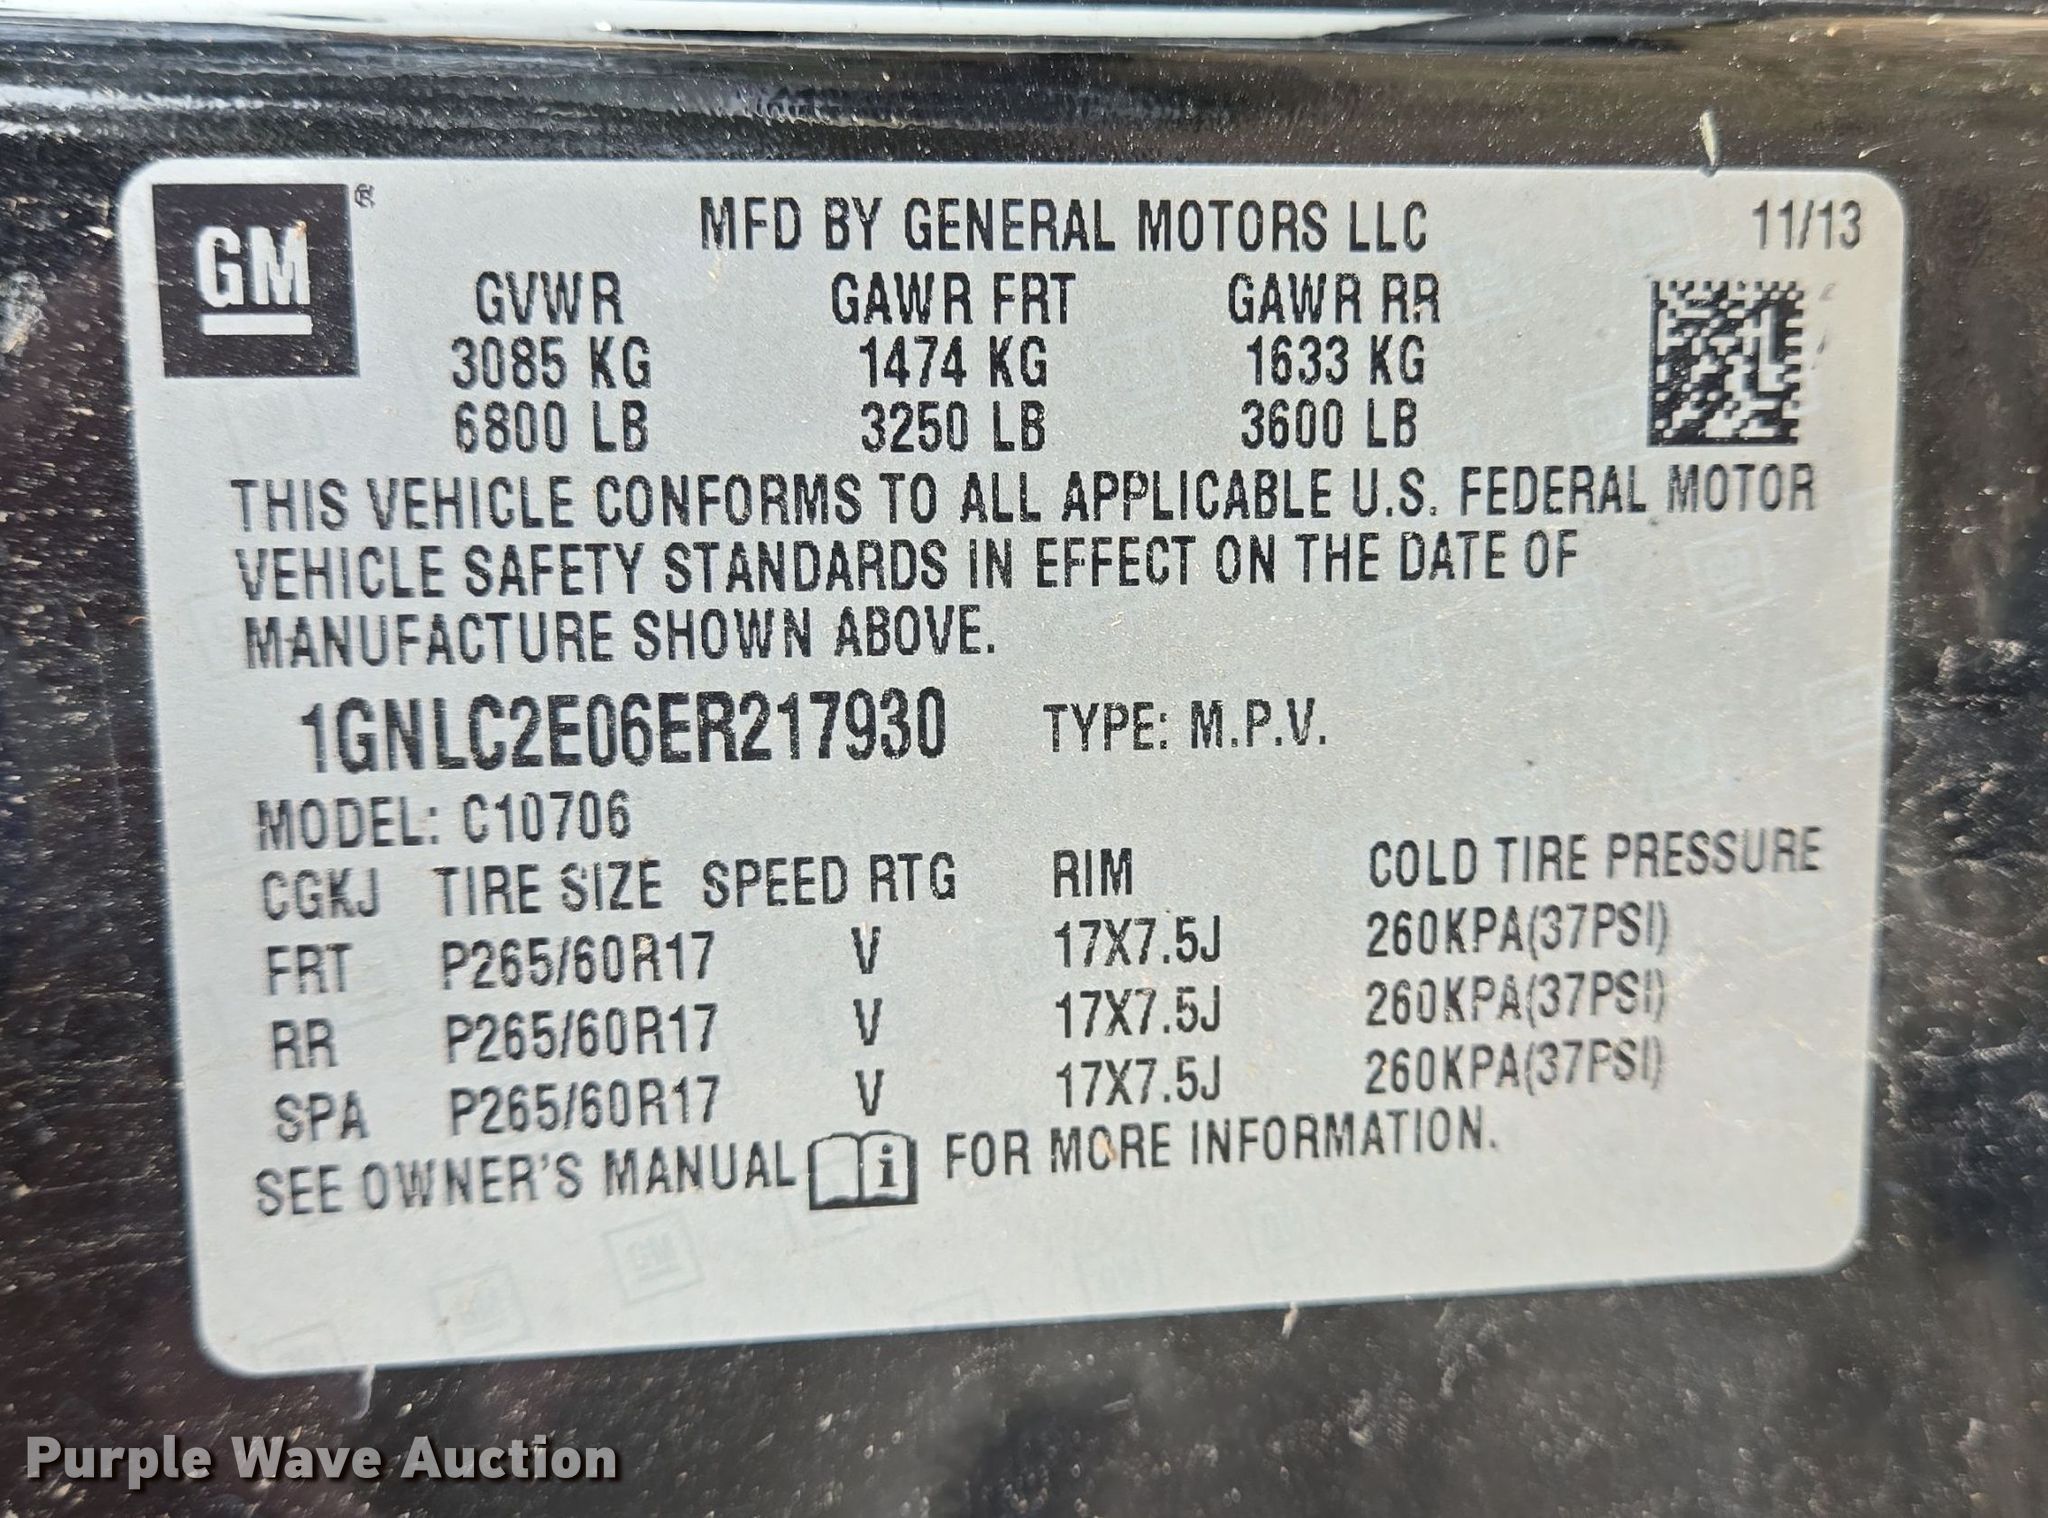 GM ®
MFD BY GENERAL MOTORS LLC 11/13
GVWR GAWR FRT GAWR RR
3085 KG 1474 KG 1633 KG
6800 LB 3250 LB 3600 LB
THIS VEHICLE CONFORMS TO ALL APPLICABLE U.S. FEDERAL MOTOR
VEHICLE SAFETY STANDARDS IN EFFECT ON THE DATE OF
MANUFACTURE SHOWN ABOVE.
1GNLC2E06ER217930 TYPE: M.P.V.
MODEL: C10706
CGKJ TIRE SIZE SPEED RTG RIM COLD TIRE PRESSURE
FRT P265/60R17 V 17X7.5J 260KPA(37PSI)
RR P265/60R17 V 17X7.5J 260KPA(37PSI)
SPA P265/60R17 V 17X7.5J 260KPA(37PSI)
SEE OWNER'S MANUAL i FOR MORE INFORMATION.
Purple Wave Auction